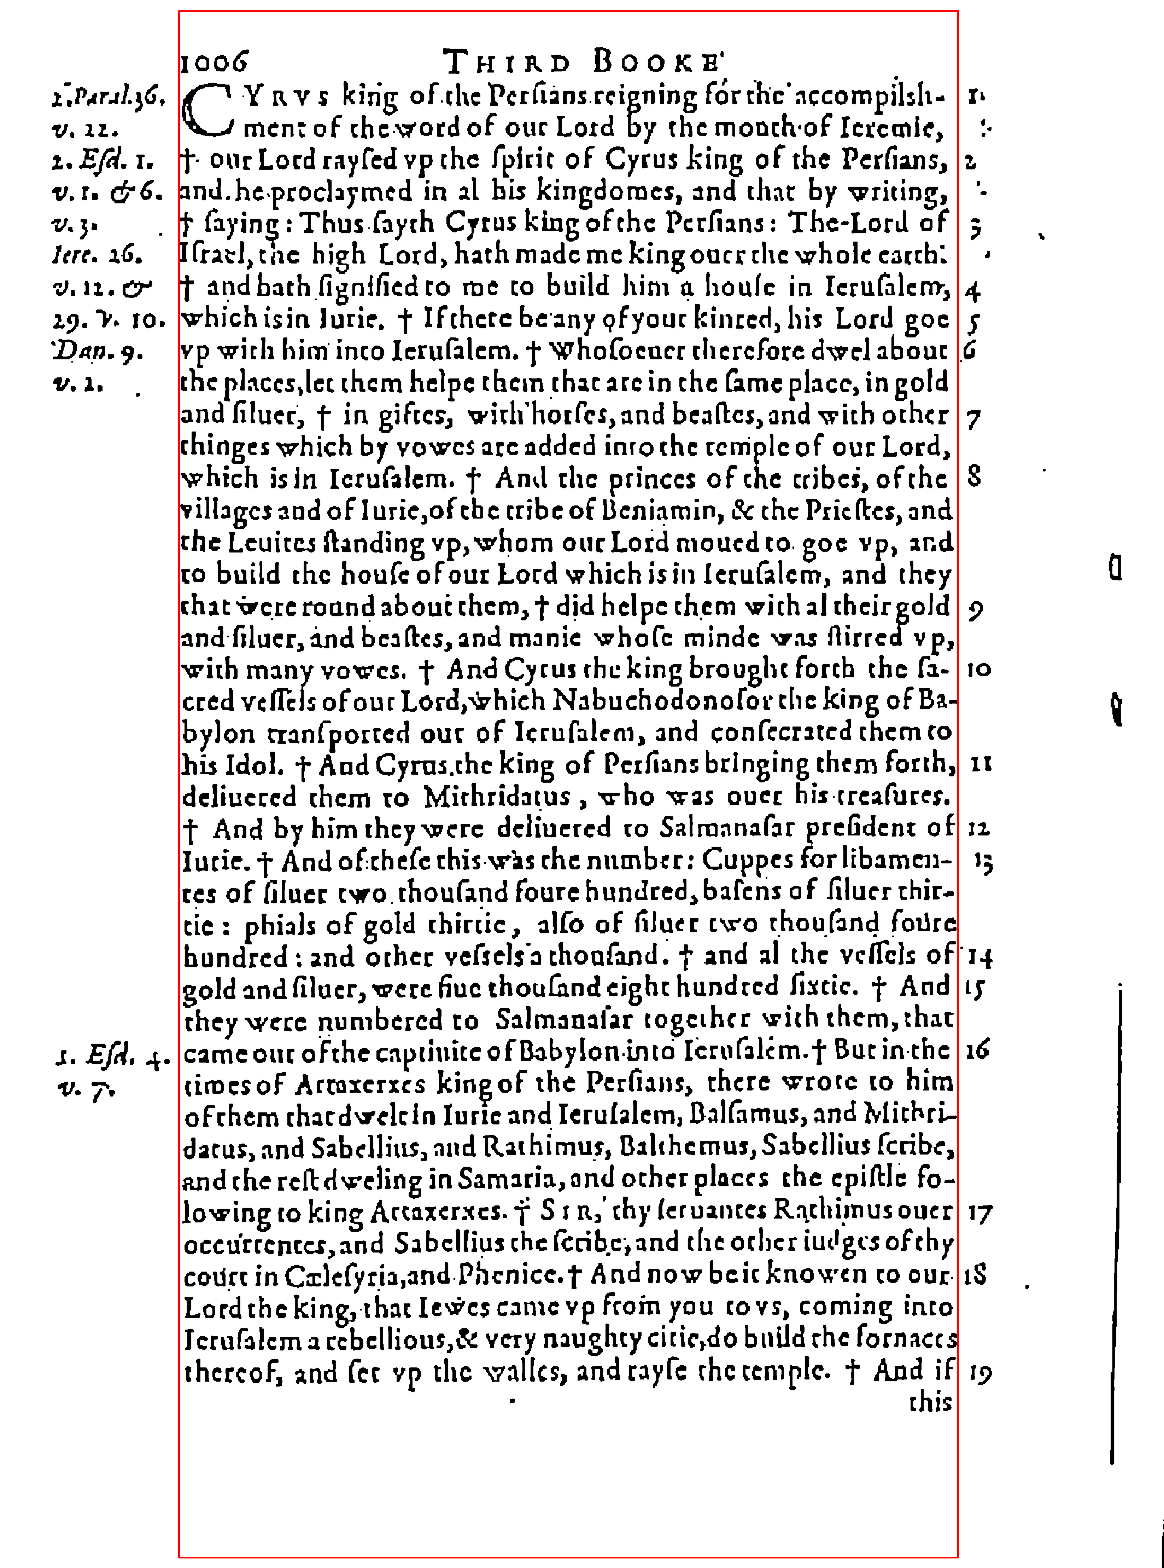 1006 THIRD BOOKE
2. Paral. 36. CYRVS king of the Perſians reigning for the accompliſh- 1
v. 22. ment of the word of our Lord by the mouth of Ieremie,
2. Eſd. 1. † our Lord rayſed vp the ſpirit of Cyrus king of the Perſians, 2
v. 1. & 6. and he proclaymed in al his kingdomes, and that by writing,
v. 3. † ſaying: Thus ſayth Cyrus king of the Perſians: The Lord of 3
Iere. 26. Iſrael, the high Lord, hath made me king ouer the whole earth:
v. 12. & † and hath ſignified to me to build him a houſe in Ieruſalem, 4
29. v. 10. which is in Iurie. † If there be any of your kinred, his Lord goe 5
Dan. 9. vp with him into Ieruſalem. † Whoſoeuer therefore dwel about 6
v. 2. the places, let them helpe them that are in the ſame place, in gold
and ſiluer, † in giftes, with horſes, and beaſtes, and with other 7
thinges which by vowes are added into the temple of our Lord,
which is in Ieruſalem. † And the princes of the tribes, of the 8
villages and of Iurie, of the tribe of Beniamin, & the Prieſtes, and
the Leuites ſtanding vp, whom our Lord moued to goe vp, and
to build the houſe of our Lord which is in Ieruſalem, and they
that were round about them, † did helpe them with al their gold 9
and ſiluer, and beaſtes, and manie whoſe minde was ſtirred vp,
with many vowes. † And Cyrus the king brought forth the ſa- 10
cred veſſels of our Lord, which Nabuchodonoſor the king of Ba-
bylon tranſported out of Ieruſalem, and conſecrated them to
his Idol. † And Cyrus the king of Perſians bringing them forth, 11
deliuered them to Mithridatus, who was ouer his treaſures.
† And by him they were deliuered to Salmanaſar preſident of 12
Iurie. † And of theſe this was the number: Cuppes for libamen- 13
tes of ſiluer two thouſand foure hundred, baſens of ſiluer thir-
tie: phials of gold thirtie, alſo of ſiluer two thouſand foure
hundred: and other veſſels a thouſand. † and al the veſſels of 14
gold and ſiluer, were fiue thouſand eight hundred ſixtie. † And 15
they were numbered to Salmanaſar together with them, that
1. Eſd. 4. came out of the captiuite of Babylon into Ieruſalem. † But in the 16
v. 7. times of Artaxerxes king of the Perſians, there wrote to him
of them that dwelt in Iurie and Ieruſalem, Balſamus, and Mithri-
datus, and Sabellius, and Rathimus, Balthemus, Sabellius ſcribe,
and the reſt dweling in Samaria, and other places the epiſtle fo-
lowing to king Artaxerxes. † SIR, thy ſeruantes Rathimus ouer 17
occurrentes, and Sabellius the ſcribe, and the other iudges of thy
court in Cæleſyria, and Phenice. † And now be it knowen to our 18
Lord the king, that Iewes came vp from you to vs, coming into
Ieruſalem a rebellious, & very naughty citie, do build the fornaces
thereof, and ſet vp the walles, and rayſe the temple. † And if 19
this